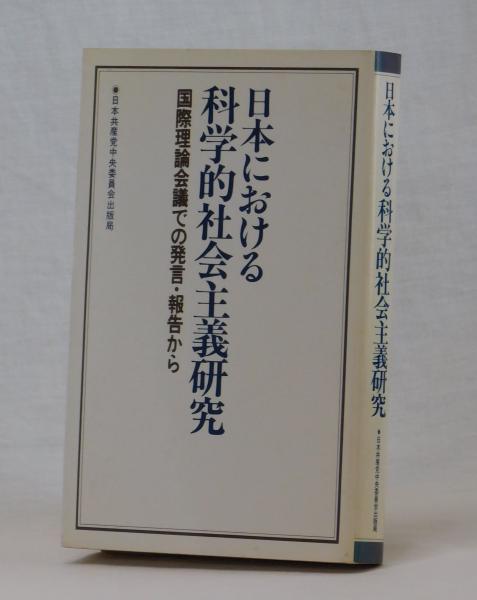 日本における
科学的社会主義研究
国際理論会議での発言・報告から
●日本共産党中央委員会出版局
日本における科学的社会主義研究
●日本共産党中央委員会出版局